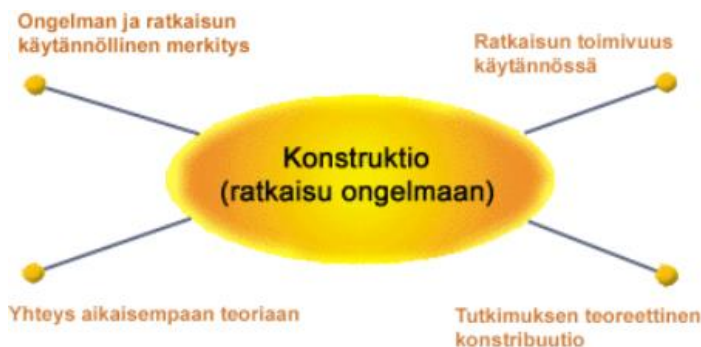 Ongelman ja ratkaisun
käytännöllinen merkitys
Ratkaisun toimivuus
käytännössä
Konstruktio
(ratkaisu ongelmaan)
Yhteys aikaisempaan teoriaan
Tutkimuksen teoreettinen
konstribuutio